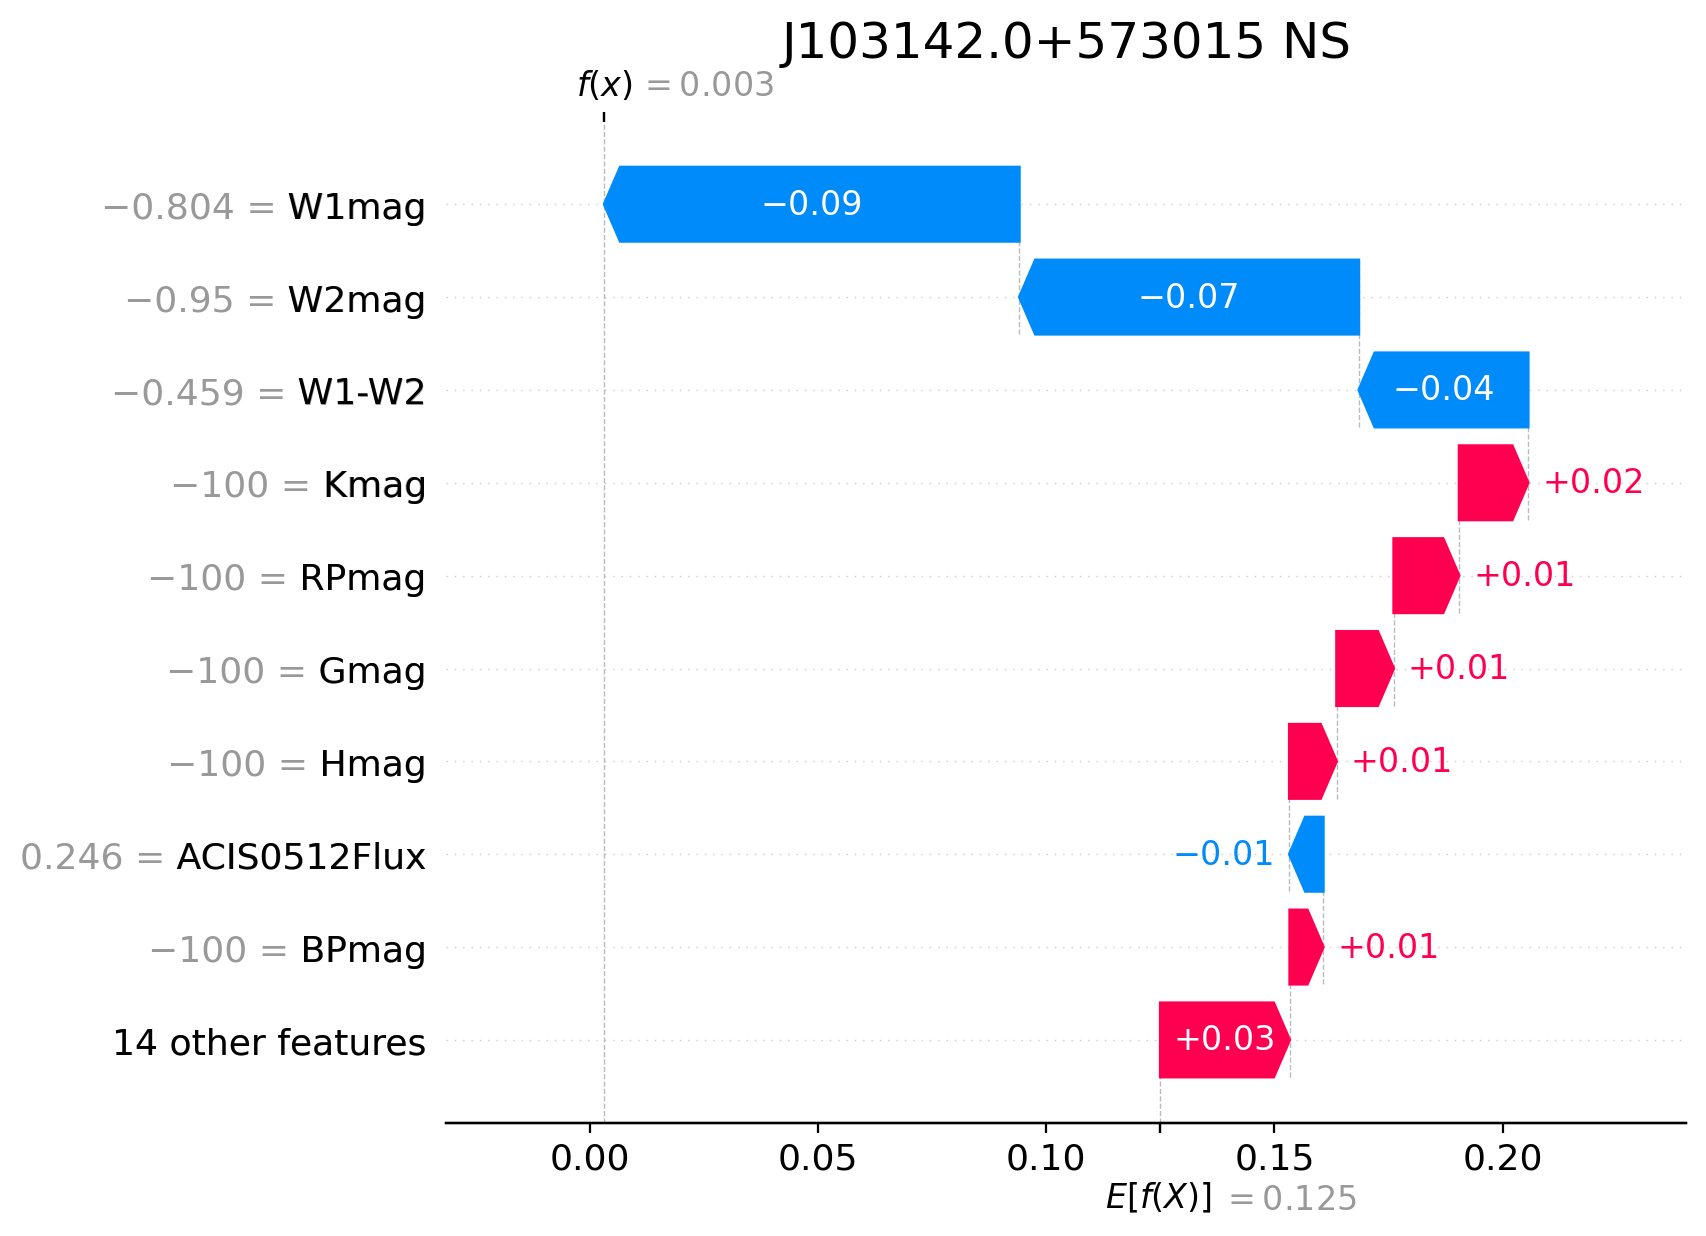 J103142.0+573015 NS
f(x) = 0.003
−0.804 = W1mag −0.09
−0.95 = W2mag −0.07
−0.459 = W1-W2 −0.04
−100 = Kmag +0.02
−100 = RPmag +0.01
−100 = Gmag +0.01
−100 = Hmag +0.01
0.246 = ACIS0512Flux −0.01
−100 = BPmag +0.01
14 other features +0.03
0.00 0.05 0.10 0.15 0.20
E[f(X)] = 0.125